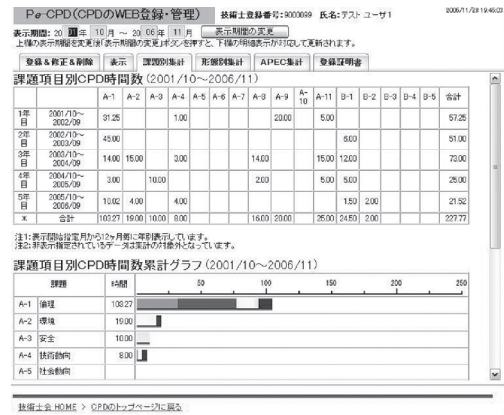 Pe-CPD(CPDのWEB登録・管理) 技術士登録番号:9000099 氏名:テスト ユーザ1 2006/11/28 19:45:03
表示期間: 20 01 年 10 月 ～ 20 06 年 11 月 表示期間の変更
上欄の表示期間を変更後「表示期間の変更」ボタンを押すと、下欄の明細表示が対応して更新されます。
登録&修正&削除 表示 課題別集計 形態別集計 APEC集計 登録証明書
課題項目別CPD時間数(2001/10～2006/11)
A-1 A-2 A-3 A-4 A-5 A-6 A-7 A-8 A-9 A-10 A-11 B-1 B-2 B-3 B-4 B-5 合計
1年目 2001/10～2002/09 31.25 1.00 20.00 5.00 57.25
2年目 2002/10～2003/09 45.00 6.00 51.00
3年目 2003/10～2004/09 14.00 15.00 3.00 14.00 15.00 12.00 73.00
4年目 2004/10～2005/09 3.00 10.00 2.00 5.00 5.00 25.00
5年目 2005/10～2006/09 10.02 4.00 4.00 1.50 2.00 21.52
* 合計 103.27 19.00 10.00 8.00 16.00 20.00 25.00 24.50 2.00 227.77
注1:表示開始指定月から12ヶ月毎に年別表示しています。
注2:非表示指定されているデータは集計の対象外となっています。
課題項目別CPD時間数累計グラフ(2001/10～2006/11)
課題 時間 50 100 150 200 250
A-1 倫理 103.27
A-2 環境 19.00
A-3 安全 10.00
A-4 技術動向 8.00
A-5 社会動向
技術士会 HOME > CPDのトップページに戻る